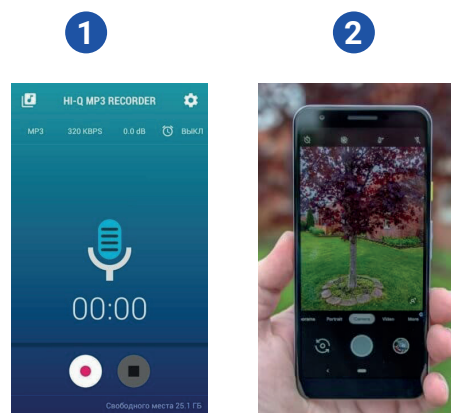 1
2
HI-Q MP3 RECORDER
MP3 320 KBPS 0.0 dB ВЫКЛ
00:00
Свободного места 25.1 ГБ
Portrait Camera Video More